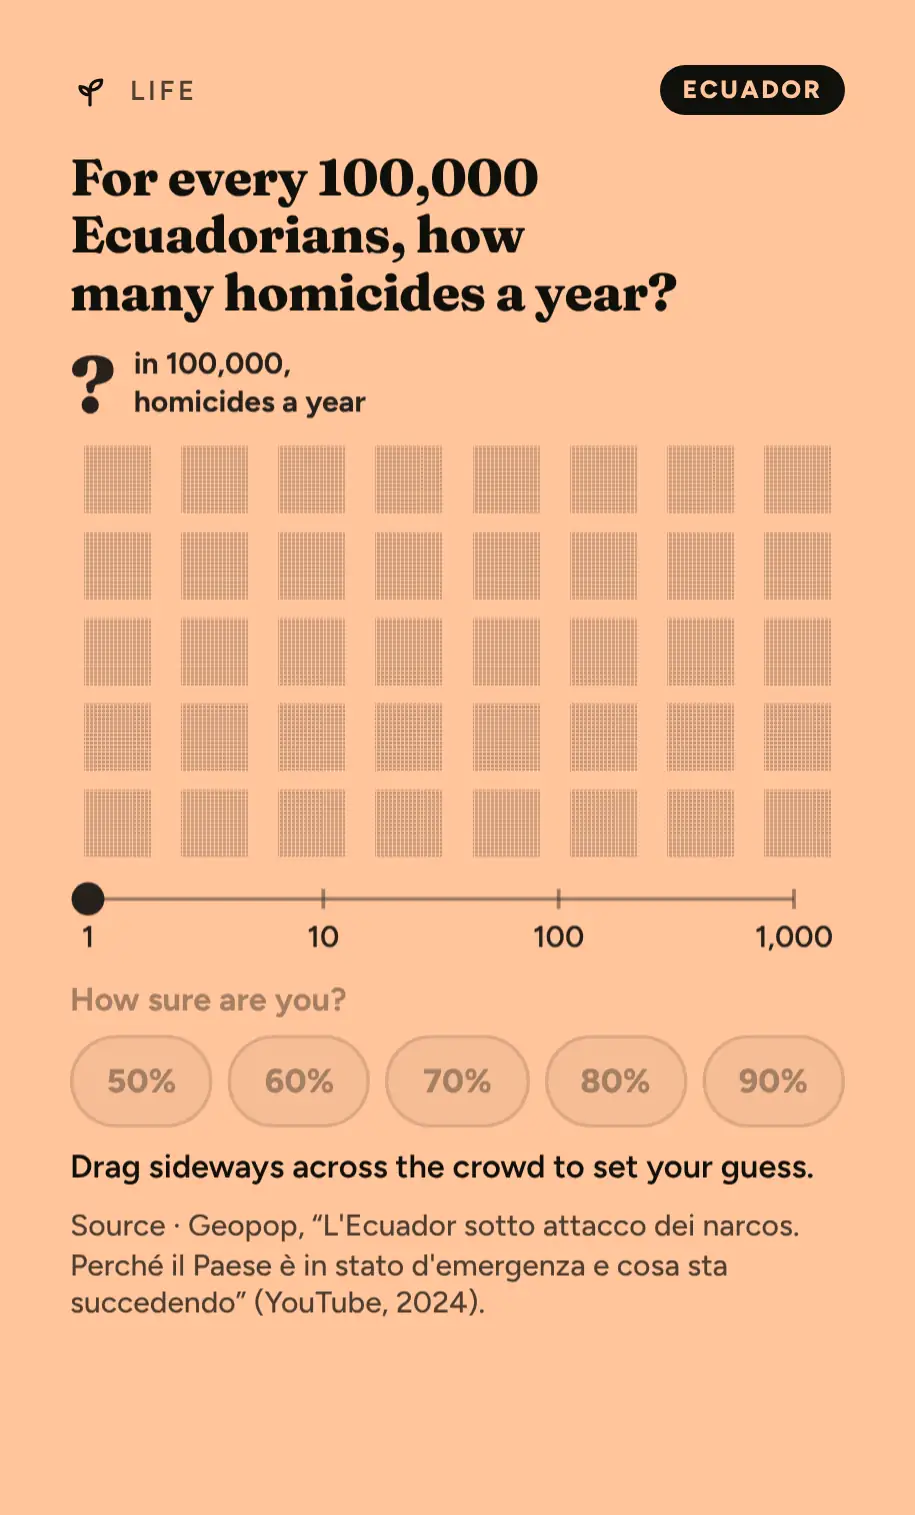 LIFE
ECUADOR
For every 100,000
Ecuadorians, how
many homicides a year?
?
in 100,000,
homicides a year
1
10
100
1,000
How sure are you?
50%
60%
70%
80%
90%
Drag sideways across the crowd to set your guess.
Source · Geopop, “L'Ecuador sotto attacco dei narcos.
Perché il Paese è in stato d'emergenza e cosa sta
succedendo” (YouTube, 2024).